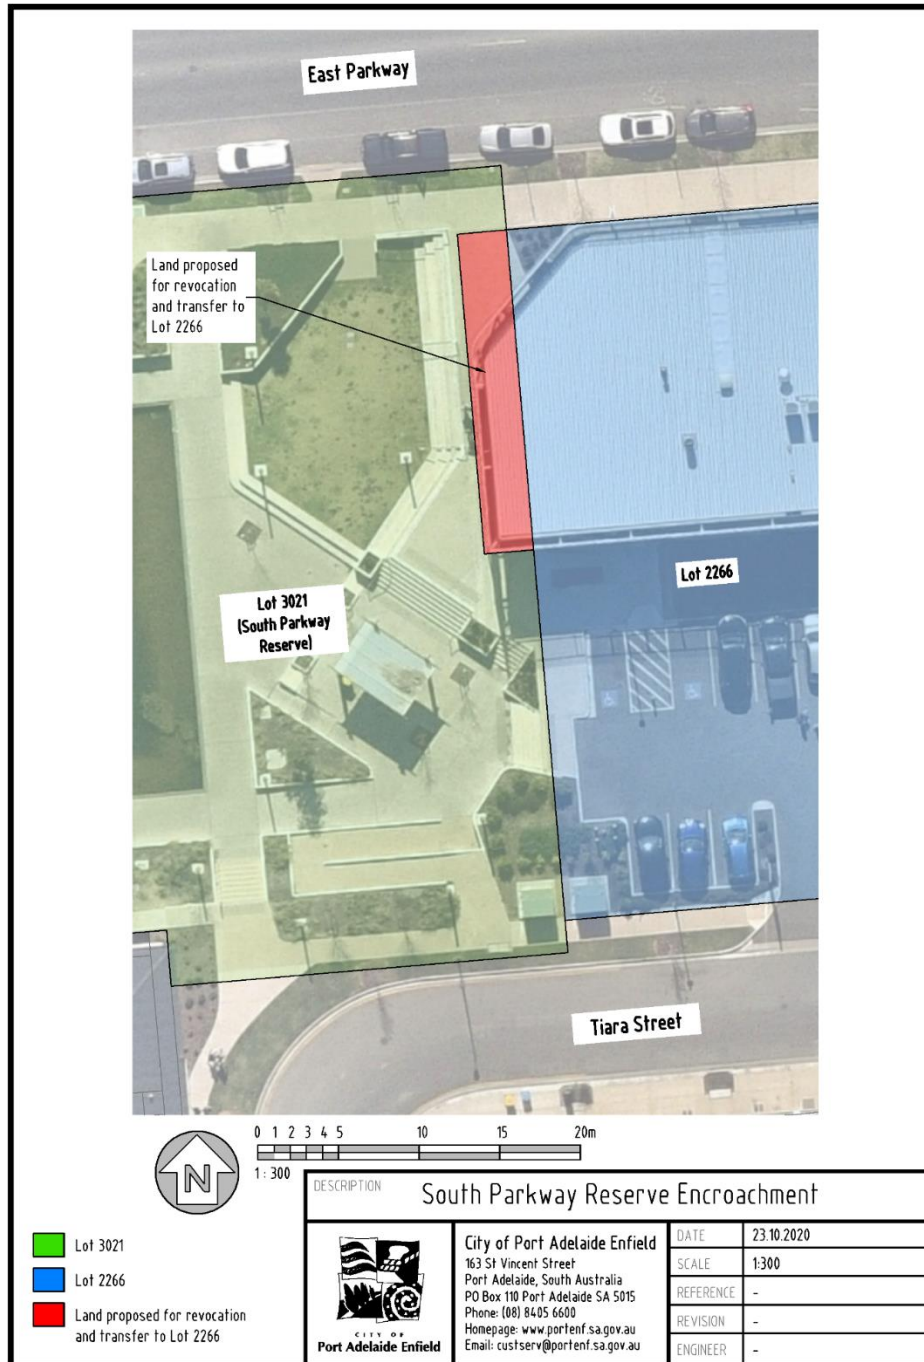 East Parkway
Land proposed
for revocation
and transfer to
Lot 2266
Lot 2266
Lot 3021
(South Parkway
Reserve)
Tiara Street
0 1 2 3 4 5 10 15 20m
1 : 300
N
DESCRIPTION
South Parkway Reserve Encroachment
Lot 3021
Lot 2266
Land proposed for revocation
and transfer to Lot 2266
CITY OF
Port Adelaide Enfield
City of Port Adelaide Enfield
163 St Vincent Street
Port Adelaide, South Australia
PO Box 110 Port Adelaide SA 5015
Phone: (08) 8405 6600
Homepage: www.portenf.sa.gov.au
Email: custserv@portenf.sa.gov.au
DATE 23.10.2020
SCALE 1:300
REFERENCE -
REVISION -
ENGINEER -